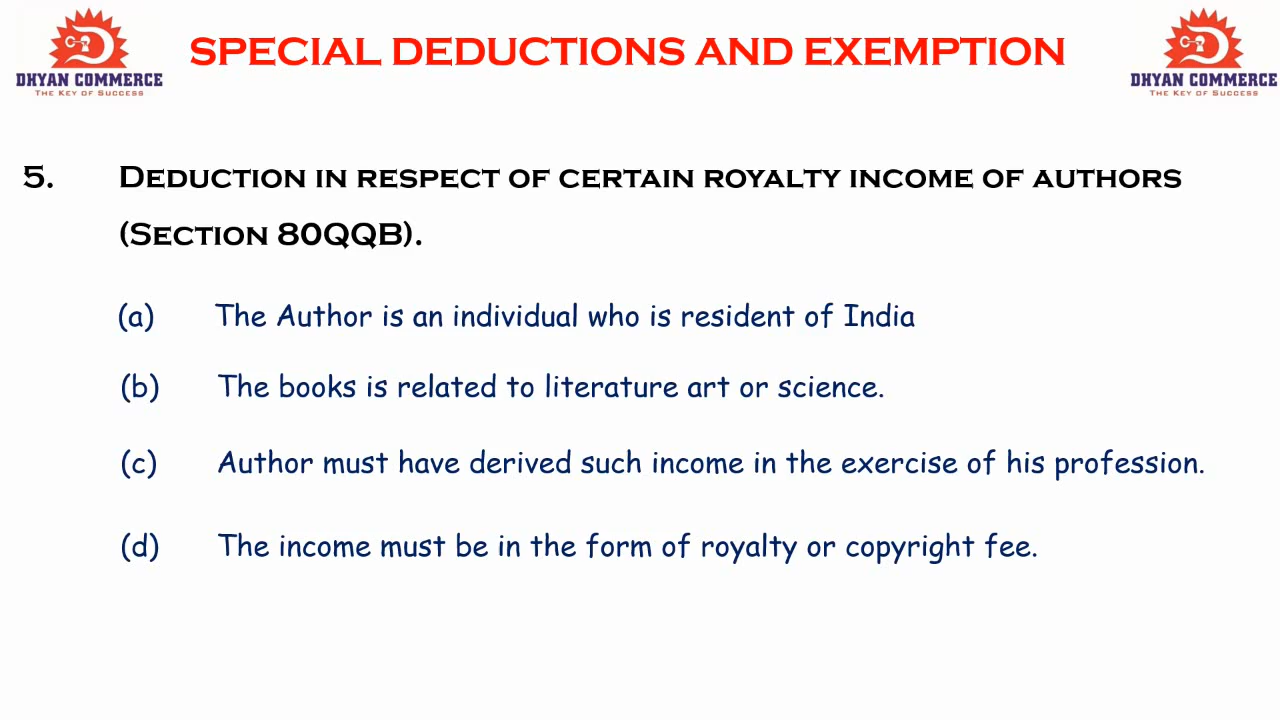 DHYAN COMMERCE
The Key of Success
SPECIAL DEDUCTIONS AND EXEMPTION
DHYAN COMMERCE
The Key of Success
5. Deduction in respect of certain royalty income of authors
(Section 80QQB).
(a) The Author is an individual who is resident of India
(b) The books is related to literature art or science.
(c) Author must have derived such income in the exercise of his profession.
(d) The income must be in the form of royalty or copyright fee.